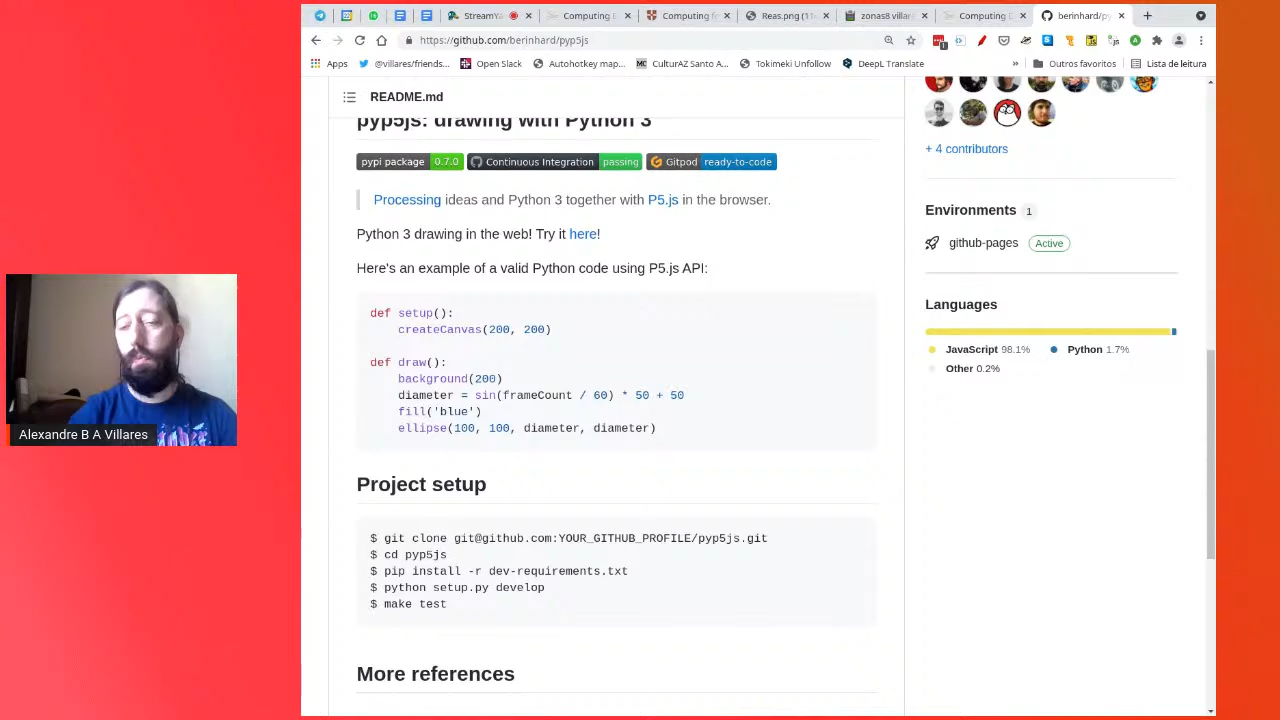 StreamYa
Computing E
Computing f
Reas.png (11
zonas8 villar
Computing E
berinhard/py
https://github.com/berinhard/pyp5js
Apps
@villares/friends...
Open Slack
Autohotkey map...
CulturAZ Santo A...
Tokimeki Unfollow
DeepL Translate
»
Outros favoritos
Lista de leitura
README.md
pyp5js: drawing with Python 3
pypi package 0.7.0
Continuous Integration passing
Gitpod ready-to-code
Processing ideas and Python 3 together with P5.js in the browser.
Python 3 drawing in the web! Try it here!
Here's an example of a valid Python code using P5.js API:
def setup():
createCanvas(200, 200)
def draw():
background(200)
diameter = sin(frameCount / 60) * 50 + 50
fill('blue')
ellipse(100, 100, diameter, diameter)
Project setup
$ git clone git@github.com:YOUR_GITHUB_PROFILE/pyp5js.git
$ cd pyp5js
$ pip install -r dev-requirements.txt
$ python setup.py develop
$ make test
More references
+ 4 contributors
Environments 1
github-pages Active
Languages
JavaScript 98.1%
Python 1.7%
Other 0.2%
Alexandre B A Villares